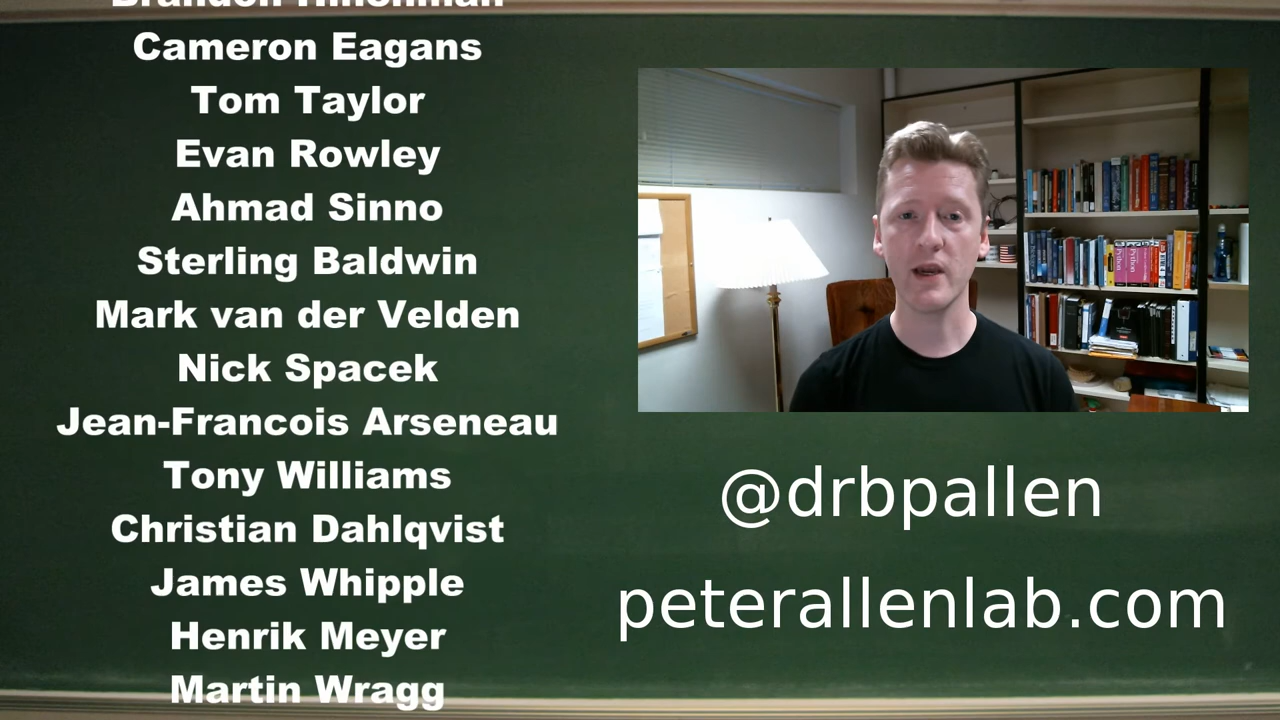 Cameron Eagans
Tom Taylor
Evan Rowley
Ahmad Sinno
Sterling Baldwin
Mark van der Velden
Nick Spacek
Jean-Francois Arseneau
Tony Williams
Christian Dahlqvist
James Whipple
Henrik Meyer
Martin Wragg
@drbpallen
peterallenlab.com